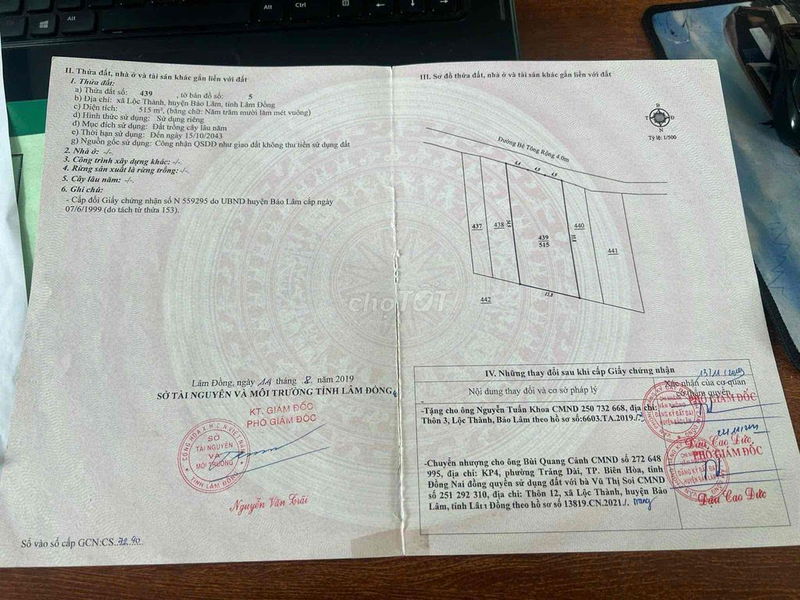 II. Thửa đất, nhà ở và tài sản khác gắn liền với đất
1. Thửa đất:
a) Thửa đất số: 439 , tờ bản đồ số: 5
b) Địa chỉ: xã Lộc Thành, huyện Bảo Lâm, tỉnh Lâm Đồng
c) Diện tích: 515 m², (bằng chữ: Năm trăm mười lăm mét vuông)
d) Hình thức sử dụng: Sử dụng riêng
đ) Mục đích sử dụng: Đất trồng cây lâu năm
e) Thời hạn sử dụng: Đến ngày 15/10/2043
g) Nguồn gốc sử dụng: Công nhận QSDĐ như giao đất không thu tiền sử dụng đất
2. Nhà ở: -/-
3. Công trình xây dựng khác: -/-
4. Rừng sản xuất là rừng trồng: -/-
5. Cây lâu năm: -/-
6. Ghi chú:
- Cấp đổi Giấy chứng nhận số N 559295 do UBND huyện Bảo Lâm cấp ngày
07/6/1999 (do tách từ thửa 153).
Lâm Đồng, ngày 14 tháng 8 năm 2019
SỞ TÀI NGUYÊN VÀ MÔI TRƯỜNG TỈNH LÂM ĐỒNG
KT. GIÁM ĐỐC
PHÓ GIÁM ĐỐC
SỞ
TÀI NGUYÊN
VÀ
MÔI TRƯỜNG
TỈNH LÂM ĐỒNG
Nguyễn Văn Trãi
Số vào sổ cấp GCN:CS.
III. Sơ đồ thửa đất, nhà ở và tài sản khác gắn liền với đất
Tỷ lệ: 1/500
Đường Bê Tông Rộng 4.0m
437
438
439
515
440
441
442
choTỐT
IV. Những thay đổi sau khi cấp Giấy chứng nhận
Nội dung thay đổi và cơ sở pháp lý
Xác nhận của cơ quan
có thẩm quyền
-Tặng cho ông Nguyễn Tuấn Khoa CMND 250 732 668, địa chỉ:
Thôn 3, Lộc Thành, Bảo Lâm theo hồ sơ số:6603.TA.2019./.
PHÓ GIÁM ĐỐC
Đậu Cao Đức
-Chuyển nhượng cho ông Bùi Quang Cảnh CMND số 272 648
995, địa chỉ: KP4, phường Trảng Dài, TP. Biên Hòa, tỉnh
Đồng Nai đồng quyền sử dụng đất với bà Vũ Thị Soi CMND
số 251 292 310, địa chỉ: Thôn 12, xã Lộc Thành, huyện Bảo
Lâm, tỉnh Lâm Đồng theo hồ sơ số 13819.CN.2021./. trang
PHÓ GIÁM ĐỐC
Đậu Cao Đức
Alt
Ctrl